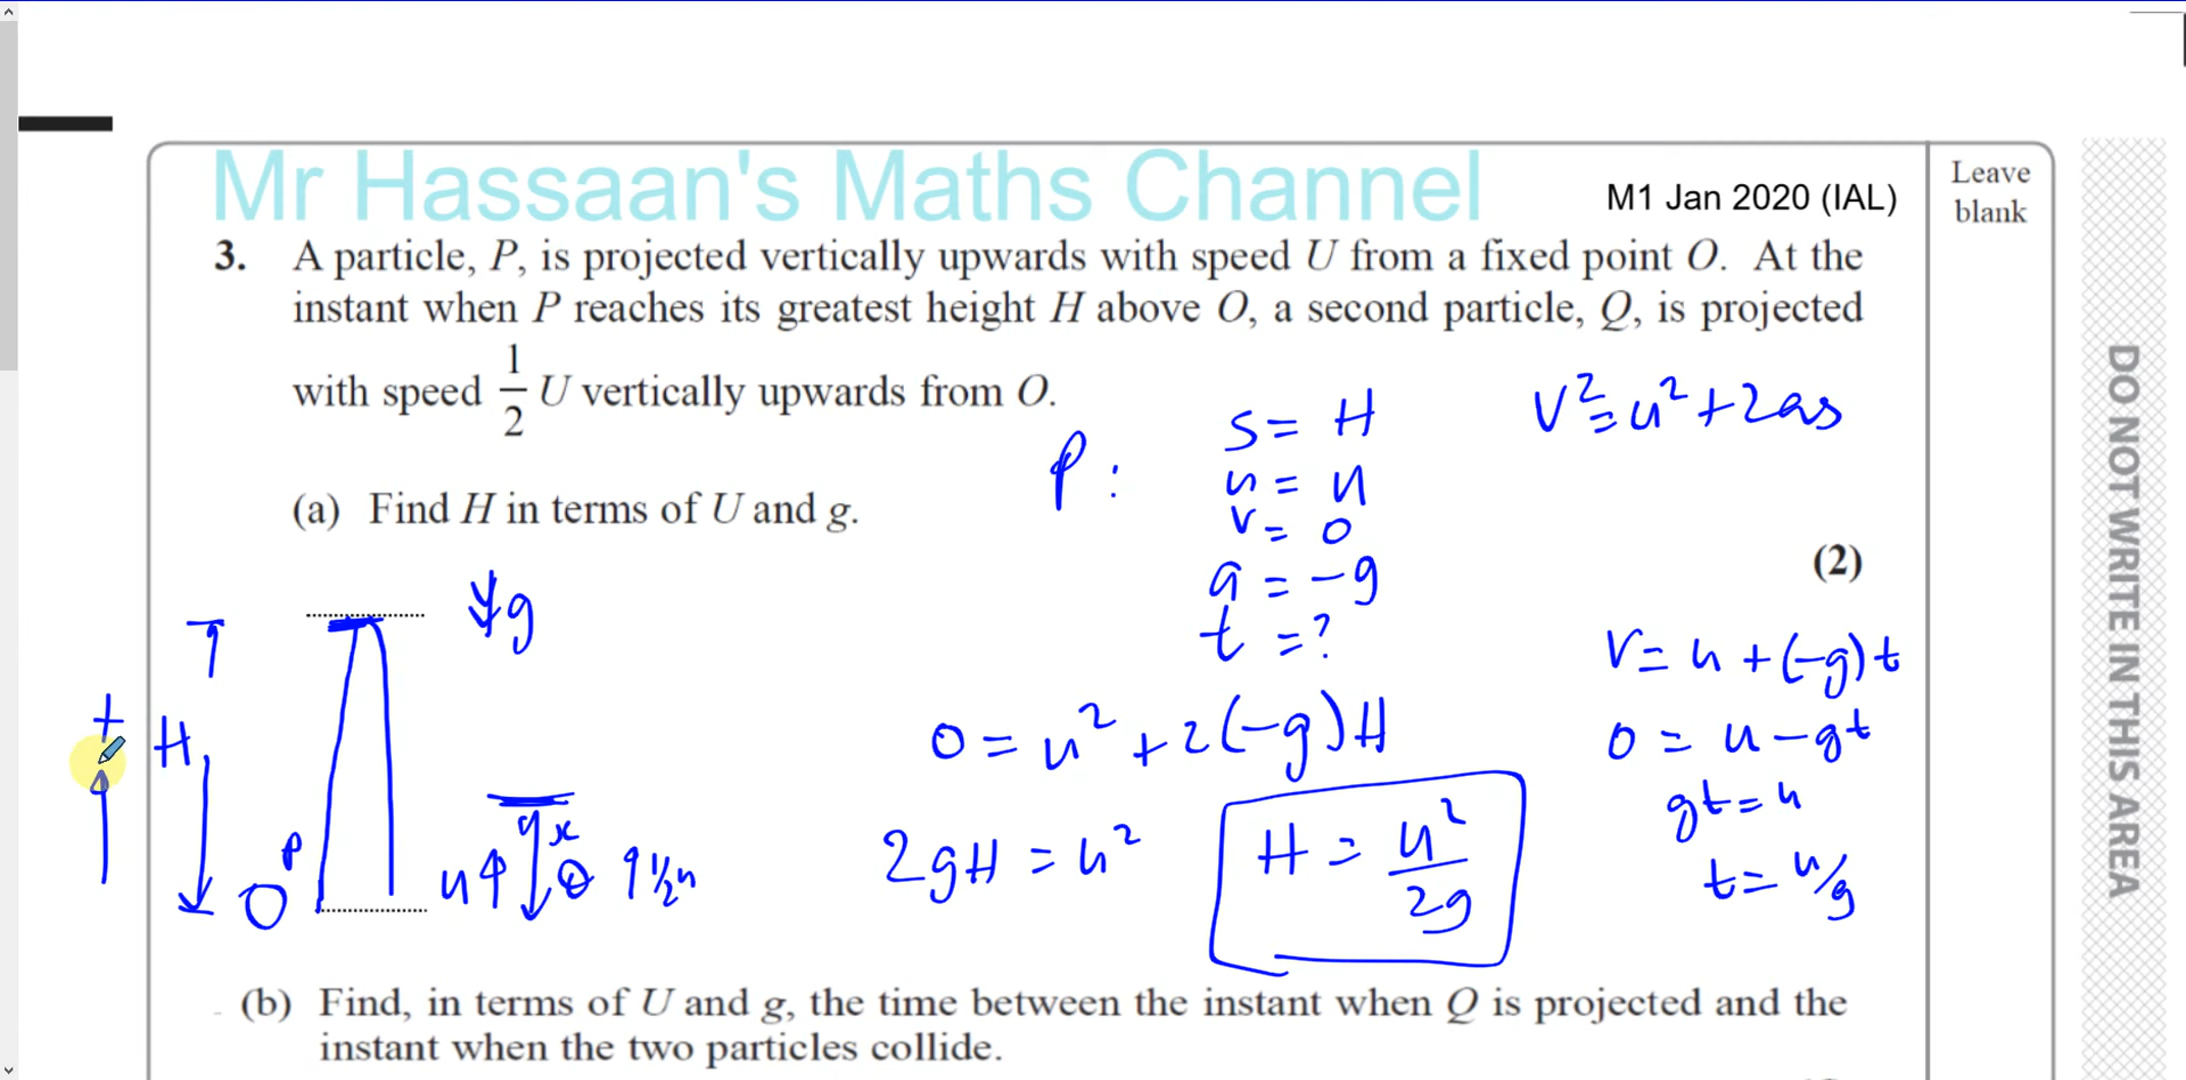 Mr Hassaan's Maths Channel
M1 Jan 2020 (IAL)
Leave
blank
3. A particle, P, is projected vertically upwards with speed U from a fixed point O. At the
instant when P reaches its greatest height H above O, a second particle, Q, is projected
with speed 1/2 U vertically upwards from O.
P:
s = H
u = u
v = 0
a = -g
t = ?
v² = u² + 2as
(a) Find H in terms of U and g.
(2)
g
+
H
P
O
u
x
½u
0 = u² + 2(-g)H
2gH = u²
H = u²/2g
v = u + (-g)t
0 = u - gt
gt = u
t = u/g
(b) Find, in terms of U and g, the time between the instant when Q is projected and the
instant when the two particles collide.
DO NOT WRITE IN THIS AREA